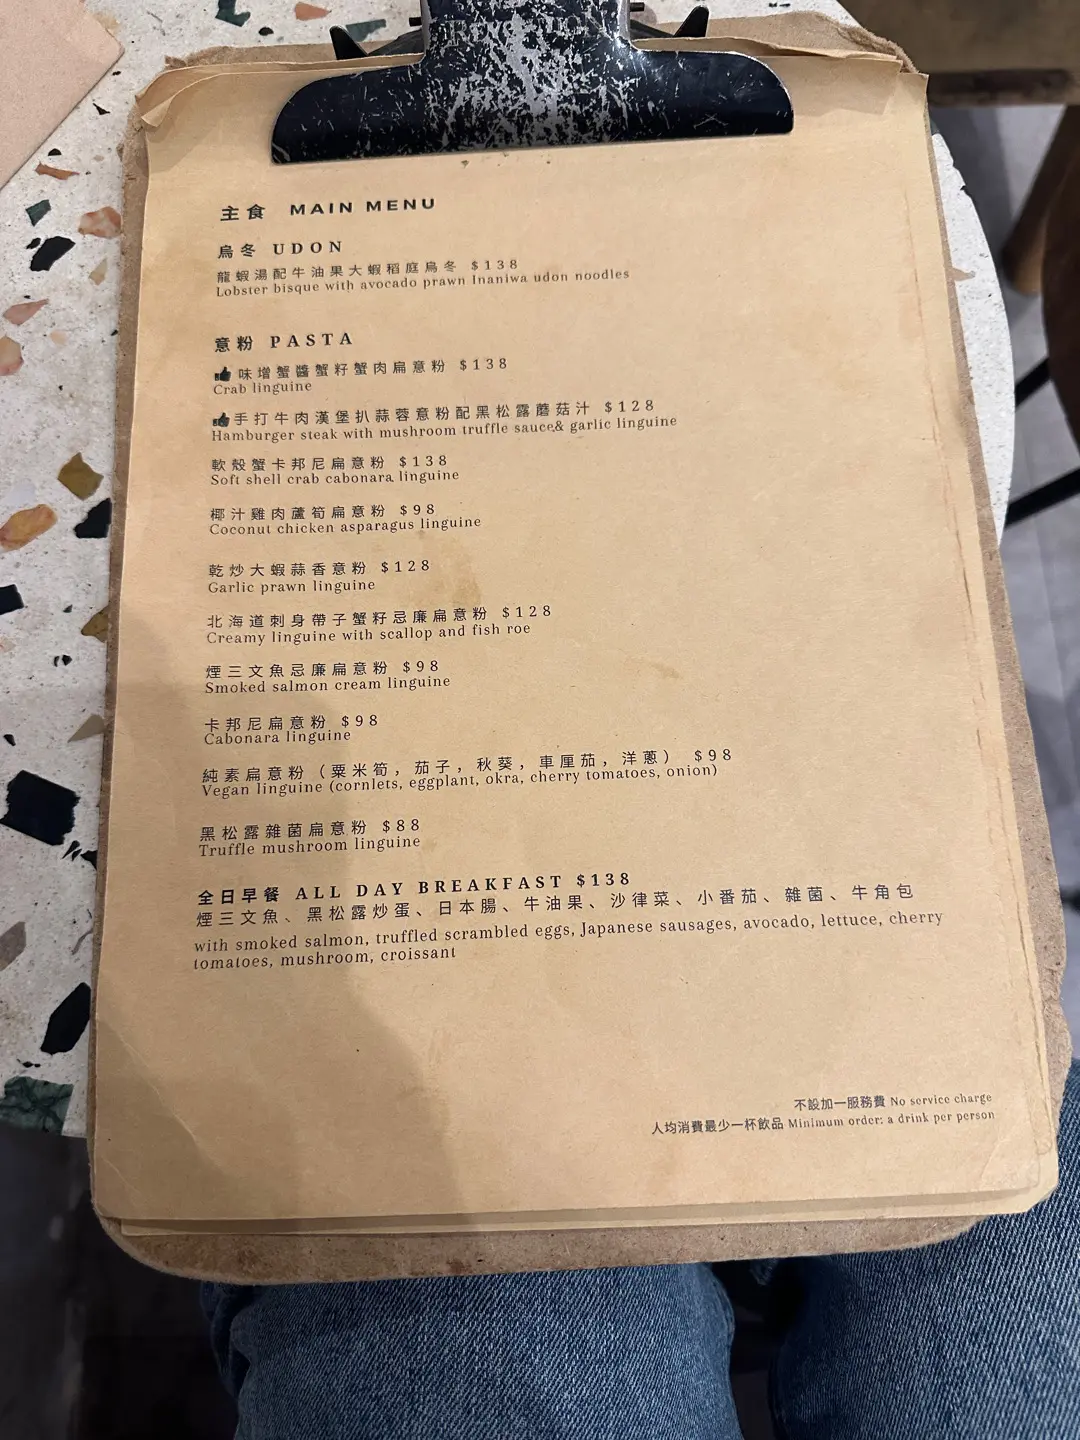 主食 MAIN MENU
烏冬 UDON
龍蝦湯配牛油果大蝦稻庭烏冬 $138
Lobster bisque with avocado prawn Inaniwa udon noodles
意粉 PASTA
味增蟹醬蟹籽蟹肉扁意粉 $138
Crab linguine
手打牛肉漢堡扒蒜蓉意粉配黑松露蘑菇汁 $128
Hamburger steak with mushroom truffle sauce& garlic linguine
軟殼蟹卡邦尼扁意粉 $138
Soft shell crab cabonara linguine
椰汁雞肉蘆筍扁意粉 $98
Coconut chicken asparagus linguine
乾炒大蝦蒜香意粉 $128
Garlic prawn linguine
北海道刺身帶子蟹籽忌廉扁意粉 $128
Creamy linguine with scallop and fish roe
煙三文魚忌廉扁意粉 $98
Smoked salmon cream linguine
卡邦尼扁意粉 $98
Cabonara linguine
純素扁意粉（粟米筍，茄子，秋葵，車厘茄，洋蔥） $98
Vegan linguine (cornlets, eggplant, okra, cherry tomatoes, onion)
黑松露雜菌扁意粉 $88
Truffle mushroom linguine
全日早餐 ALL DAY BREAKFAST $138
煙三文魚、黑松露炒蛋、日本腸、牛油果、沙律菜、小番茄、雜菌、牛角包
with smoked salmon, truffled scrambled eggs, Japanese sausages, avocado, lettuce, cherry
tomatoes, mushroom, croissant
不設加一服務費 No service charge
人均消費最少一杯飲品 Minimum order: a drink per person